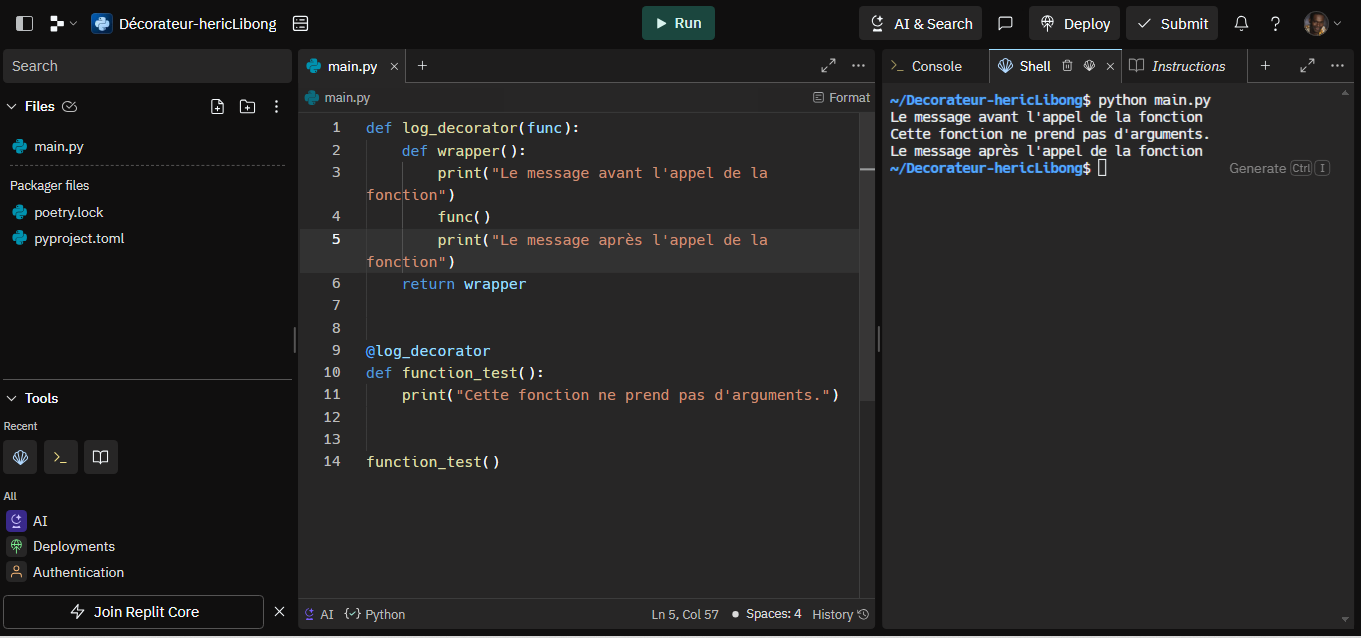 Décorateur-hericLibong
Run
AI & Search
Deploy
Submit
?
Search
Files
main.py
Packager files
poetry.lock
pyproject.toml
Tools
Recent
All
AI
Deployments
Authentication
Join Replit Core
main.py
main.py
Format
1 def log_decorator(func):
2 def wrapper():
3 print("Le message avant l'appel de la
fonction")
4 func()
5 print("Le message après l'appel de la
fonction")
6 return wrapper
7
8
9 @log_decorator
10 def function_test():
11 print("Cette fonction ne prend pas d'arguments.")
12
13
14 function_test()
AI Python Ln 5, Col 57 Spaces: 4 History
Console Shell Instructions
~/Decorateur-hericLibong$ python main.py
Le message avant l'appel de la fonction
Cette fonction ne prend pas d'arguments.
Le message après l'appel de la fonction
~/Decorateur-hericLibong$
Generate Ctrl I